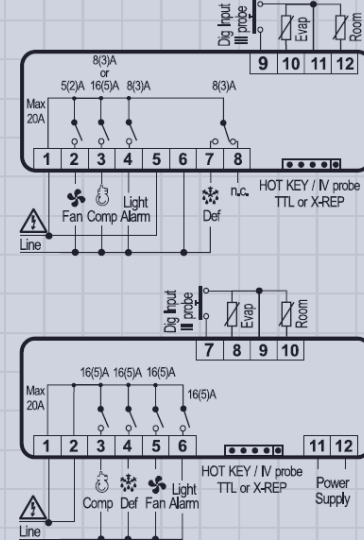 Dig Input
III probe
Evap
Room
9 10 11 12
8(3)A
or
5(2)A 16(5)A 8(3)A 8(3)A
Max
20A
1 2 3 4 5 6 7 8
Fan Comp Light
Alarm
Def
n.c.
HOT KEY / IV probe
TTL or X-REP
Line
Dig Input
III probe
Evap
Room
7 8 9 10
16(5)A 16(5)A 16(5)A
16(5)A
Max
20A
1 2 3 4 5 6 11 12
HOT KEY / IV probe
TTL or X-REP
Power
Supply
Comp Def Fan Light
Alarm
Line